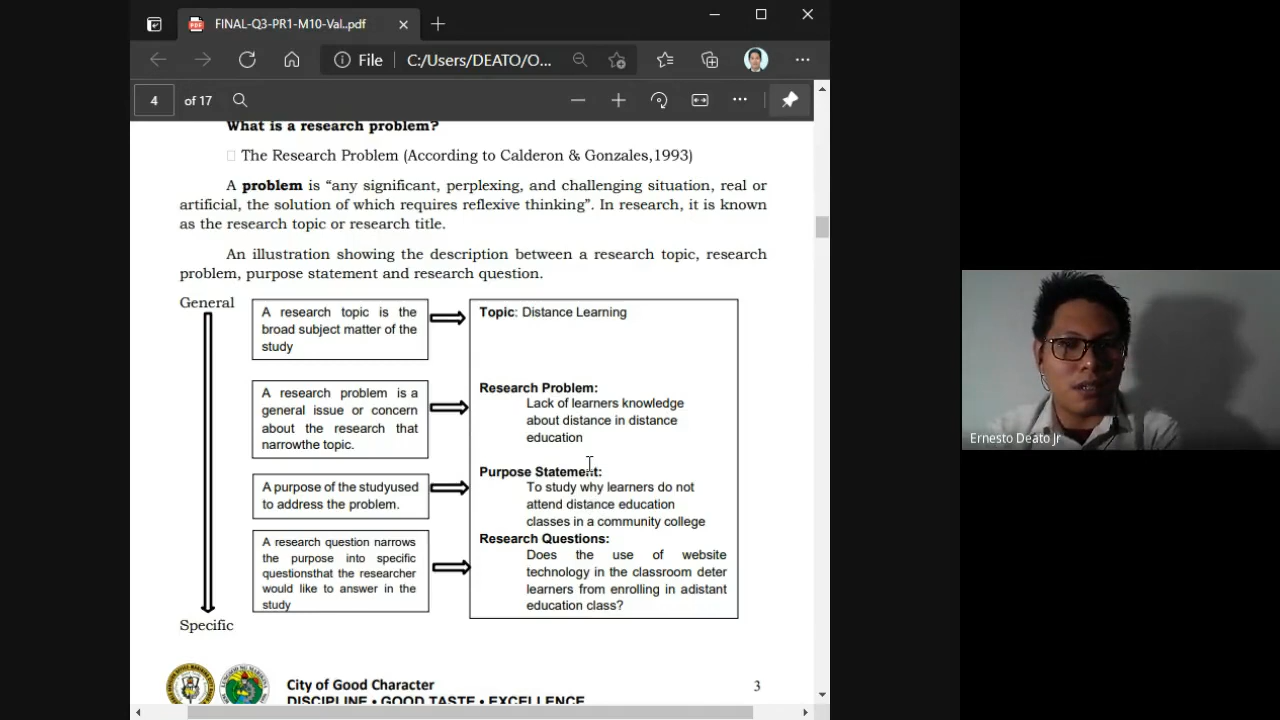 FINAL-Q3-PR1-M10-Val..pdf
File
C:/Users/DEATO/O...
4
of 17
What is a research problem?
The Research Problem (According to Calderon & Gonzales,1993)
A problem is “any significant, perplexing, and challenging situation, real or
artificial, the solution of which requires reflexive thinking”. In research, it is known
as the research topic or research title.
An illustration showing the description between a research topic, research
problem, purpose statement and research question.
General
A research topic is the
broad subject matter of the
study
Topic: Distance Learning
A research problem is a
general issue or concern
about the research that
narrowthe topic.
Research Problem:
Lack of learners knowledge
about distance in distance
education
A purpose of the studyused
to address the problem.
Purpose Statement:
To study why learners do not
attend distance education
classes in a community college
A research question narrows
the purpose into specific
questionsthat the researcher
would like to answer in the
study
Research Questions:
Does the use of website
technology in the classroom deter
learners from enrolling in adistant
education class?
Specific
City of Good Character
DISCIPLINE • GOOD TASTE • EXCELLENCE
3
Ernesto Deato Jr